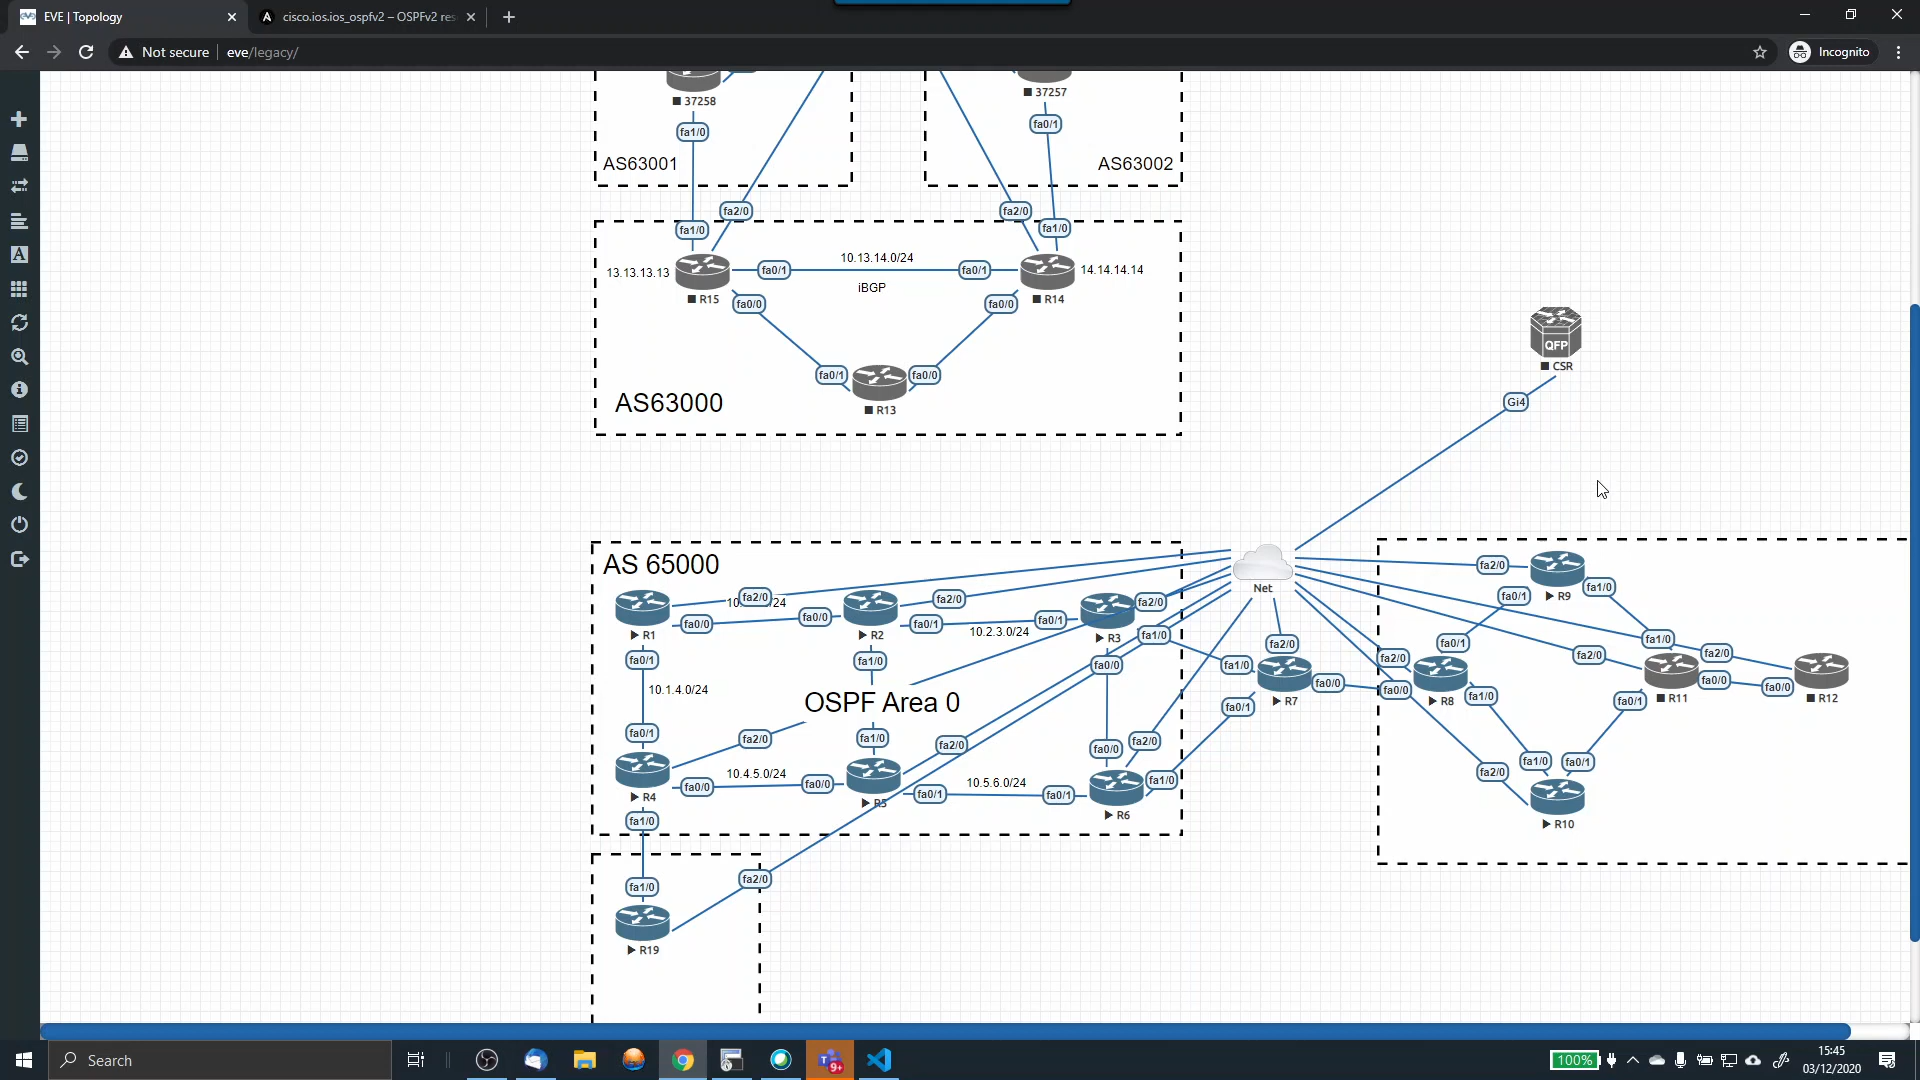 EVE | Topology
cisco.ios.ios_ospfv2 – OSPFv2 res
Not secure
eve/legacy/
Incognito
37258
37257
fa1/0
fa0/1
AS63001
AS63002
fa2/0
fa2/0
fa1/0
fa1/0
10.13.14.0/24
13.13.13.13
fa0/1
fa0/1
14.14.14.14
iBGP
R15
fa0/0
fa0/0
R14
QFP
CSR
fa0/1
fa0/0
AS63000
R13
Gi4
AS 65000
Net
fa2/0
R9
fa1/0
fa0/1
fa2/0
/24
fa2/0
fa2/0
R1
fa0/0
fa0/0
R2
fa0/1
10.2.3.0/24
fa0/1
R3
fa1/0
fa0/1
fa1/0
fa0/0
fa1/0
fa2/0
fa2/0
fa0/1
fa1/0
fa2/0
fa2/0
10.1.4.0/24
OSPF Area 0
R7
fa0/0
fa0/0
R8
fa1/0
R11
fa0/0
fa0/0
R12
fa0/1
fa0/1
fa0/1
fa2/0
fa1/0
fa2/0
fa0/0
fa2/0
fa1/0
fa0/1
R4
fa0/0
10.4.5.0/24
fa0/0
R5
fa0/1
10.5.6.0/24
fa0/1
R6
fa1/0
fa2/0
R10
fa1/0
fa1/0
fa2/0
R19
Search
9+
100%
15:45
03/12/2020